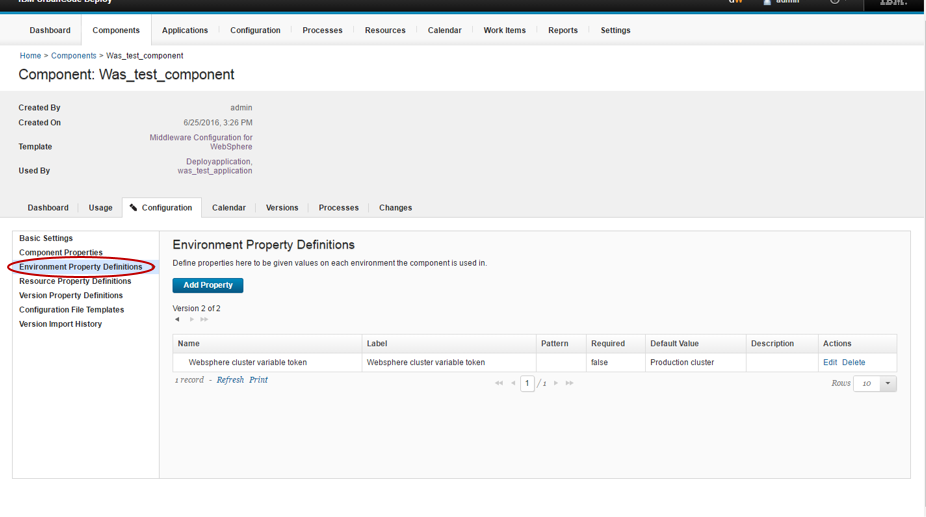 IBM UrbanCode Deploy
admin
IBM
Dashboard Components Applications Configuration Processes Resources Calendar Work Items Reports Settings
Home > Components > Was_test_component
Component: Was_test_component
Created By admin
Created On 6/25/2016, 3:26 PM
Template Middleware Configuration for
WebSphere
Used By Deployapplication,
was_test_application
Dashboard Usage Configuration Calendar Versions Processes Changes
Basic Settings
Component Properties
Environment Property Definitions
Resource Property Definitions
Version Property Definitions
Configuration File Templates
Version Import History
Environment Property Definitions
Define properties here to be given values on each environment the component is used in.
Add Property
Version 2 of 2
Name Label Pattern Required Default Value Description Actions
Websphere cluster variable token Websphere cluster variable token false Production cluster Edit Delete
1 record - Refresh Print 1 / 1 Rows 10